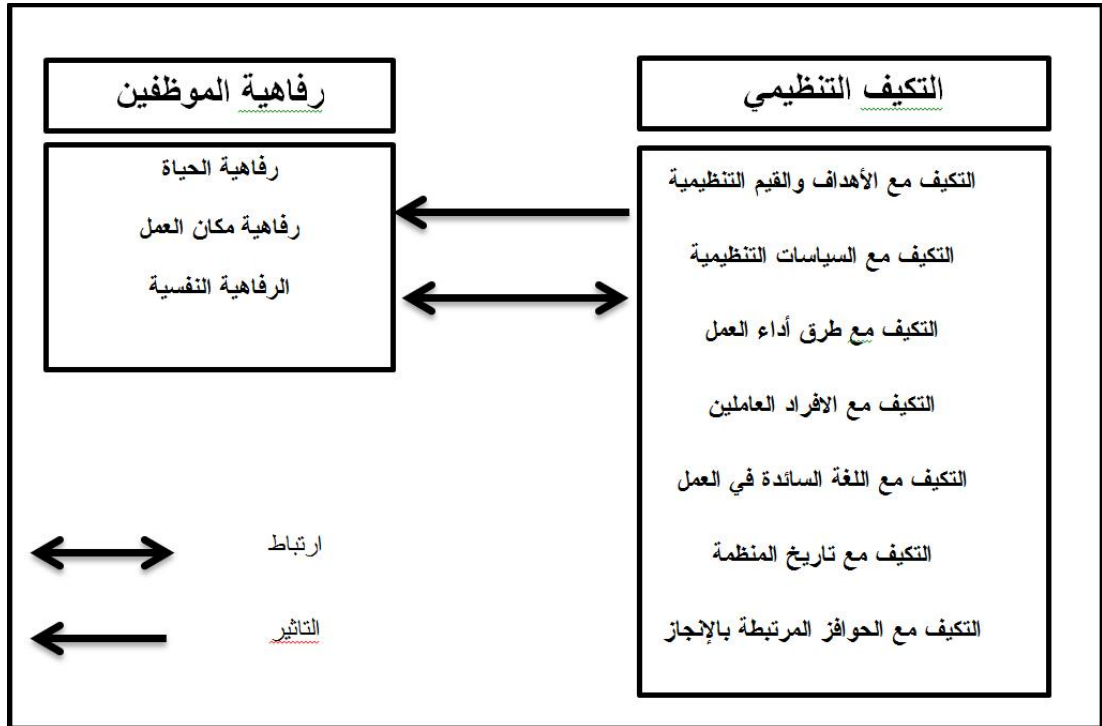 التكيف التنظيمي
التكيف مع الأهداف والقيم التنظيمية
التكيف مع السياسات التنظيمية
التكيف مع طرق أداء العمل
التكيف مع الافراد العاملين
التكيف مع اللغة السائدة في العمل
التكيف مع تاريخ المنظمة
التكيف مع الحوافز المرتبطة بالإنجاز
رفاهية الموظفين
رفاهية الحياة
رفاهية مكان العمل
الرفاهية النفسية
ارتباط
التاثير